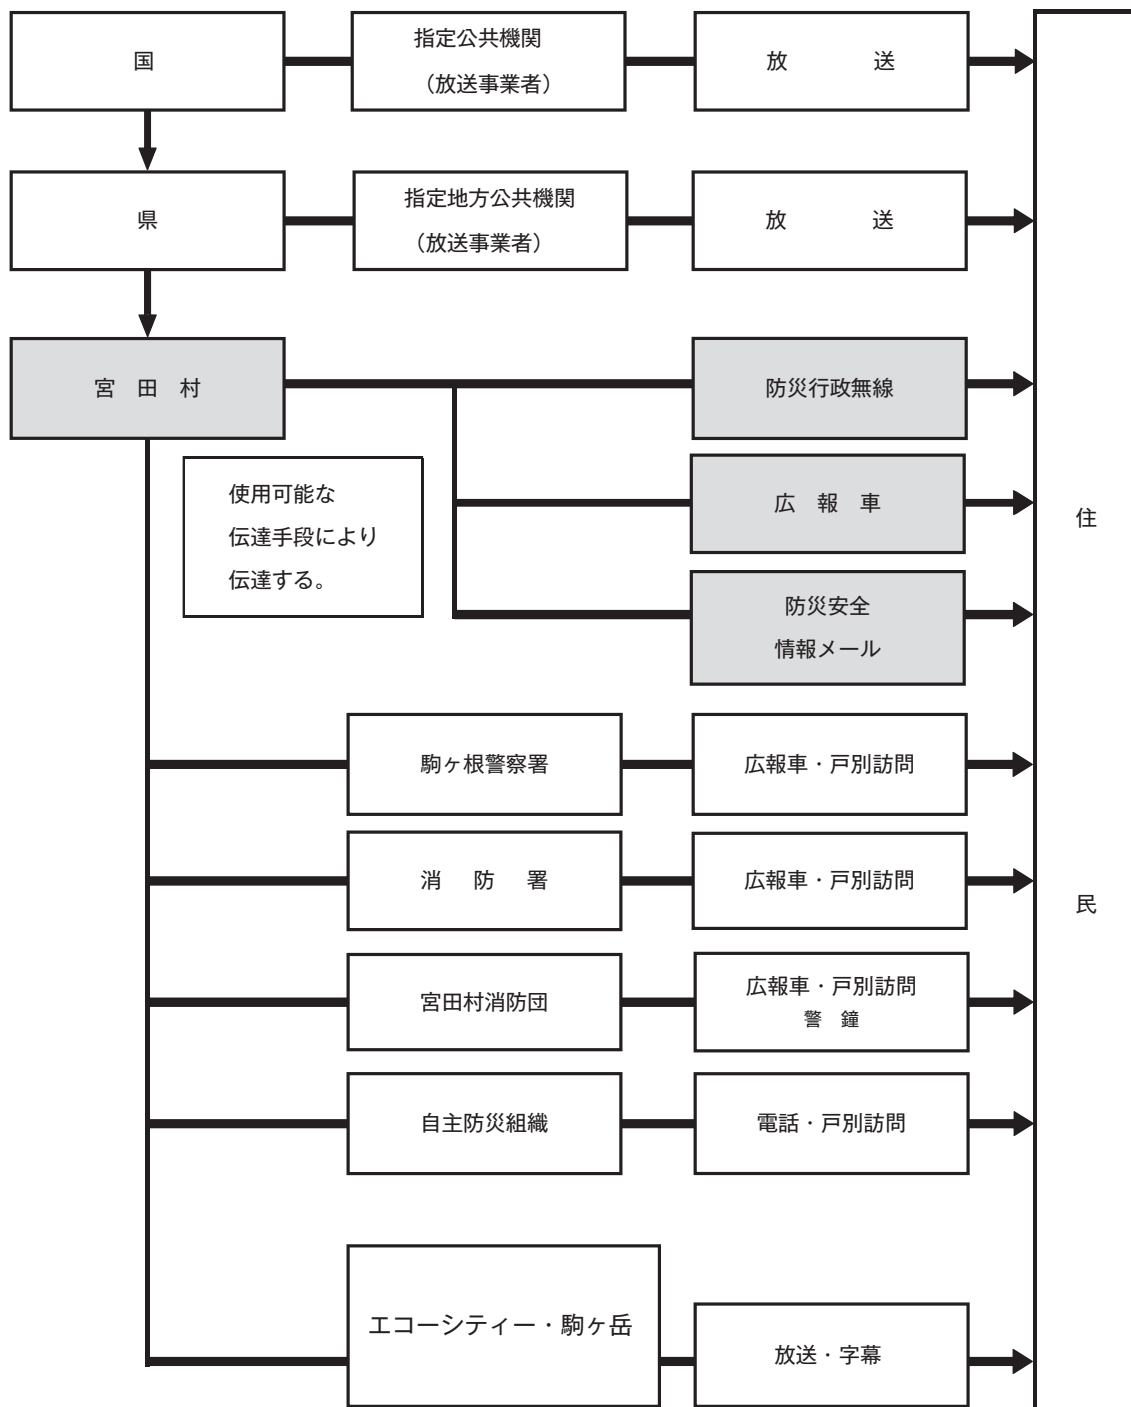 国
指定公共機関
（放送事業者）
放　　　送
県
指定地方公共機関
（放送事業者）
放　　　送
宮　田　村
防災行政無線
使用可能な
伝達手段により
伝達する。
広　報　車
防災安全
情報メール
駒ヶ根警察署
広報車・戸別訪問
消　防　署
広報車・戸別訪問
宮田村消防団
広報車・戸別訪問
警　鐘
自主防災組織
電話・戸別訪問
エコーシティー・駒ヶ岳
放送・字幕
住
民